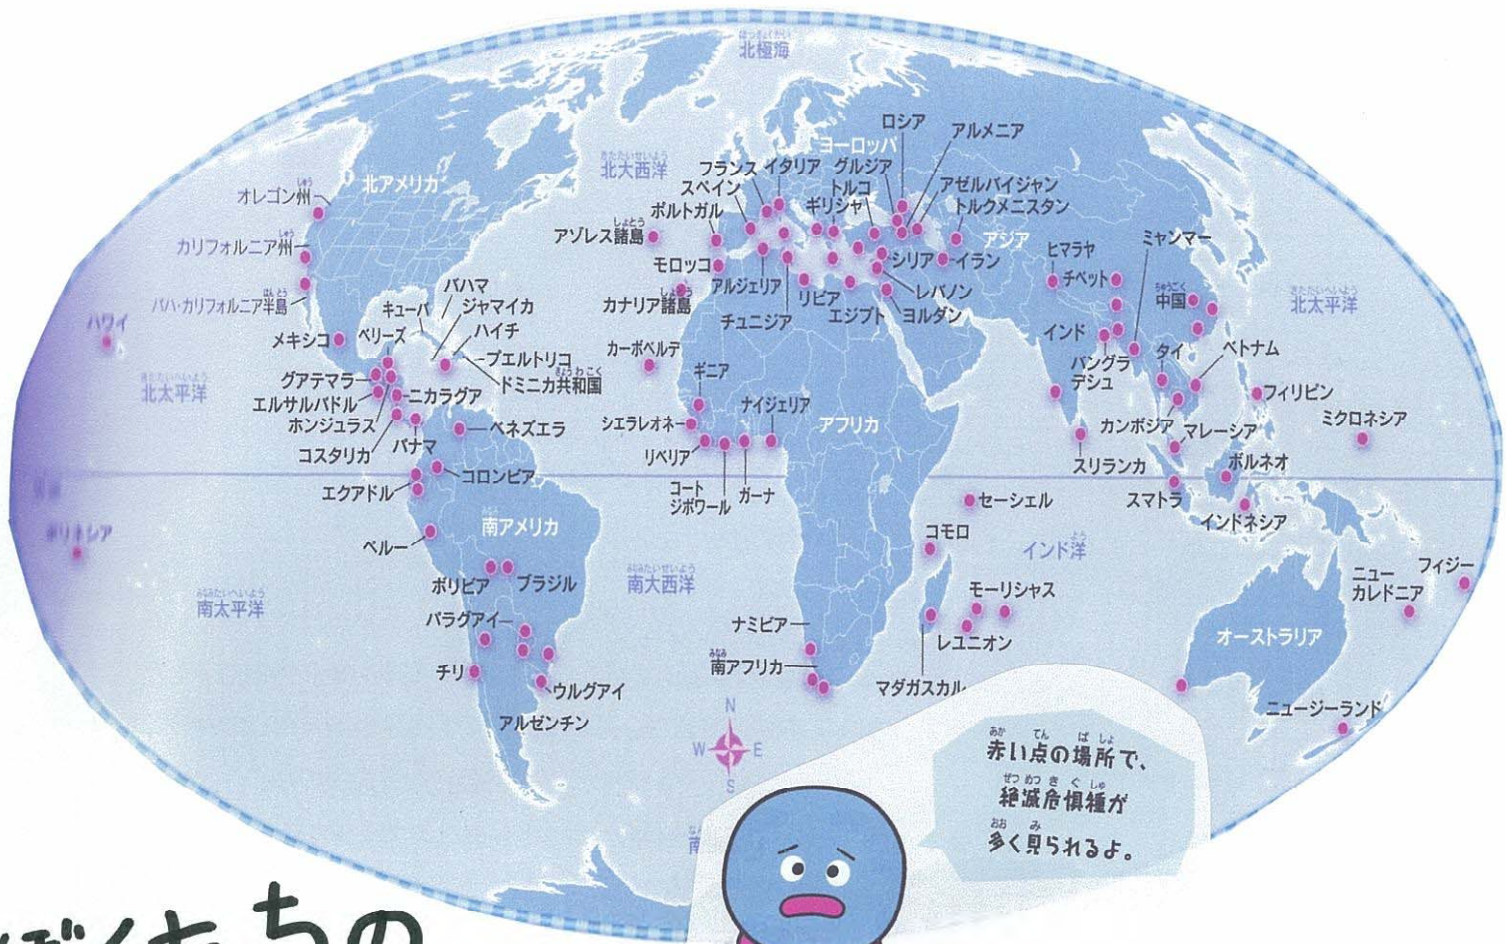 北極海
ロシア
アルメニア
ヨーロッパ
北大西洋
フランス
イタリア
グルジア
スペイン
トルコ
アゼルバイジャン
ポルトガル
ギリシャ
トルクメニスタン
北アメリカ
オレゴン州
カリフォルニア州
バハ・カリフォルニア半島
アゾレス諸島
モロッコ
カナリア諸島
アルジェリア
チュニジア
リビア
エジプト
シリア
イラン
レバノン
ヨルダン
アジア
ヒマラヤ
チベット
ミャンマー
中国
北太平洋
ハワイ
キューバ
バハマ
ジャマイカ
ハイチ
プエルトリコ
ドミニカ共和国
メキシコ
ベリーズ
グアテマラ
エルサルバドル
ホンジュラス
ニカラグア
コスタリカ
パナマ
ベネズエラ
北太平洋
カーボベルデ
ギニア
シエラレオネ
リベリア
コート
ジボワール
ガーナ
ナイジェリア
アフリカ
インド
バングラ
デシュ
タイ
ベトナム
カンボジア
フィリピン
ミクロネシア
スリランカ
マレーシア
ボルネオ
スマトラ
インドネシア
エクアドル
コロンビア
ポリネシア
ペルー
南アメリカ
ボリビア
ブラジル
南大西洋
南太平洋
パラグアイ
チリ
ウルグアイ
アルゼンチン
セーシェル
コモロ
インド洋
モーリシャス
レユニオン
マダガスカル
ナミビア
南アフリカ
フィジー
ニュー
カレドニア
オーストラリア
ニュージーランド
N
W
E
S
南
赤い点の場所で、
絶滅危惧種が
多く見られるよ。
ぼくたちの